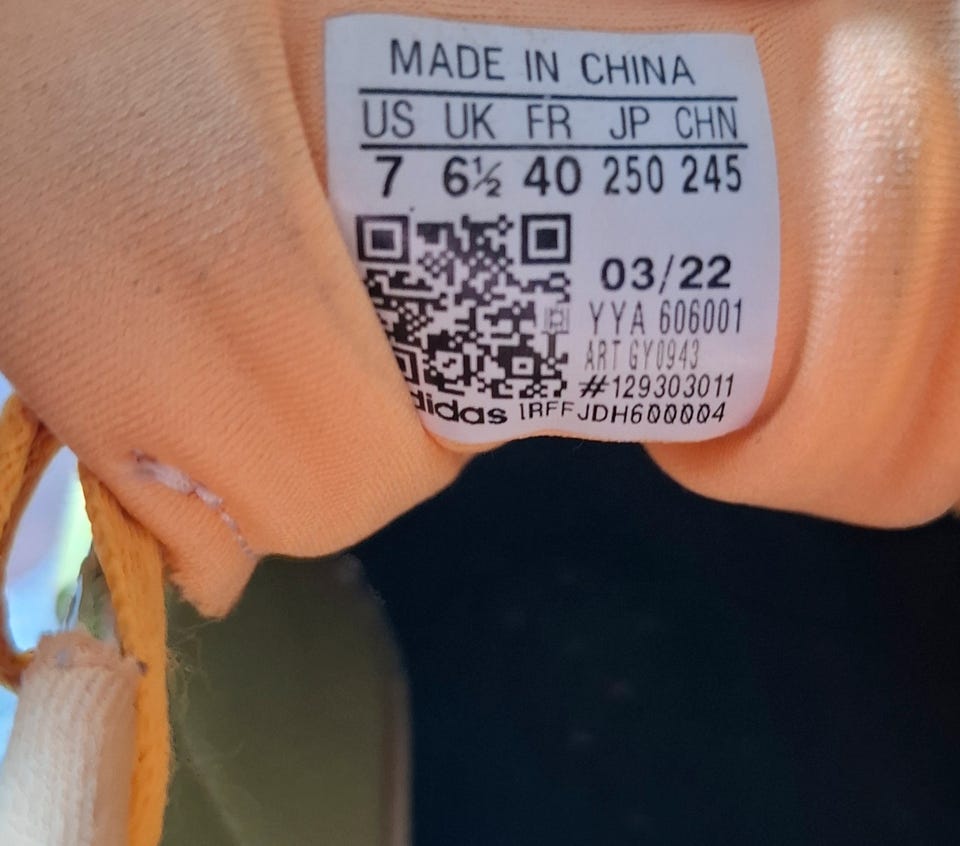 MADE IN CHINA
US UK FR JP CHN
7 6½ 40 250 245
03/22
YYA 606001
ART GY0943
#129303011
adidas IRFF JDH600004